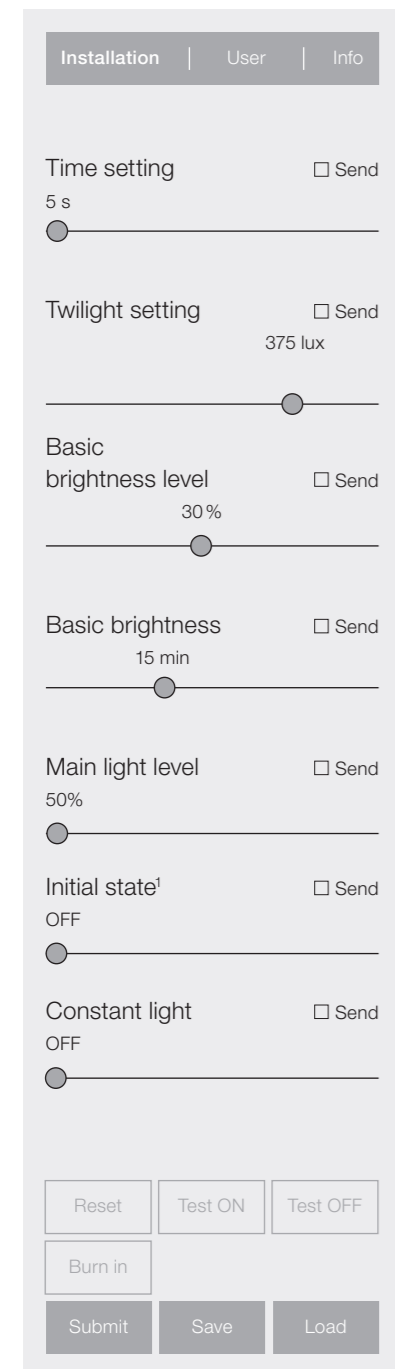 Installation | User | Info
Time setting ☐ Send
5 s
Twilight setting ☐ Send
375 lux
Basic
brightness level ☐ Send
30 %
Basic brightness ☐ Send
15 min
Main light level ☐ Send
50%
Initial state¹ ☐ Send
OFF
Constant light ☐ Send
OFF
Reset Test ON Test OFF
Burn in
Submit Save Load